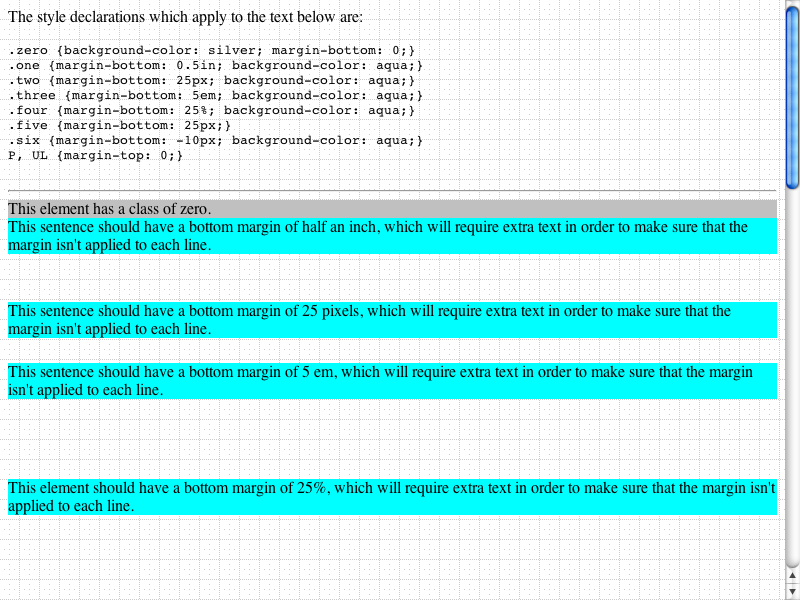 The style declarations which apply to the text below are:
.zero {background-color: silver; margin-bottom: 0;}
.one {margin-bottom: 0.5in; background-color: aqua;}
.two {margin-bottom: 25px; background-color: aqua;}
.three {margin-bottom: 5em; background-color: aqua;}
.four {margin-bottom: 25%; background-color: aqua;}
.five {margin-bottom: 25px;}
.six {margin-bottom: -10px; background-color: aqua;}
P, UL {margin-top: 0;}
This element has a class of zero.
This sentence should have a bottom margin of half an inch, which will require extra text in order to make sure that the
margin isn't applied to each line.
This sentence should have a bottom margin of 25 pixels, which will require extra text in order to make sure that the
margin isn't applied to each line.
This sentence should have a bottom margin of 5 em, which will require extra text in order to make sure that the margin
isn't applied to each line.
This element should have a bottom margin of 25%, which will require extra text in order to make sure that the margin isn't
applied to each line.